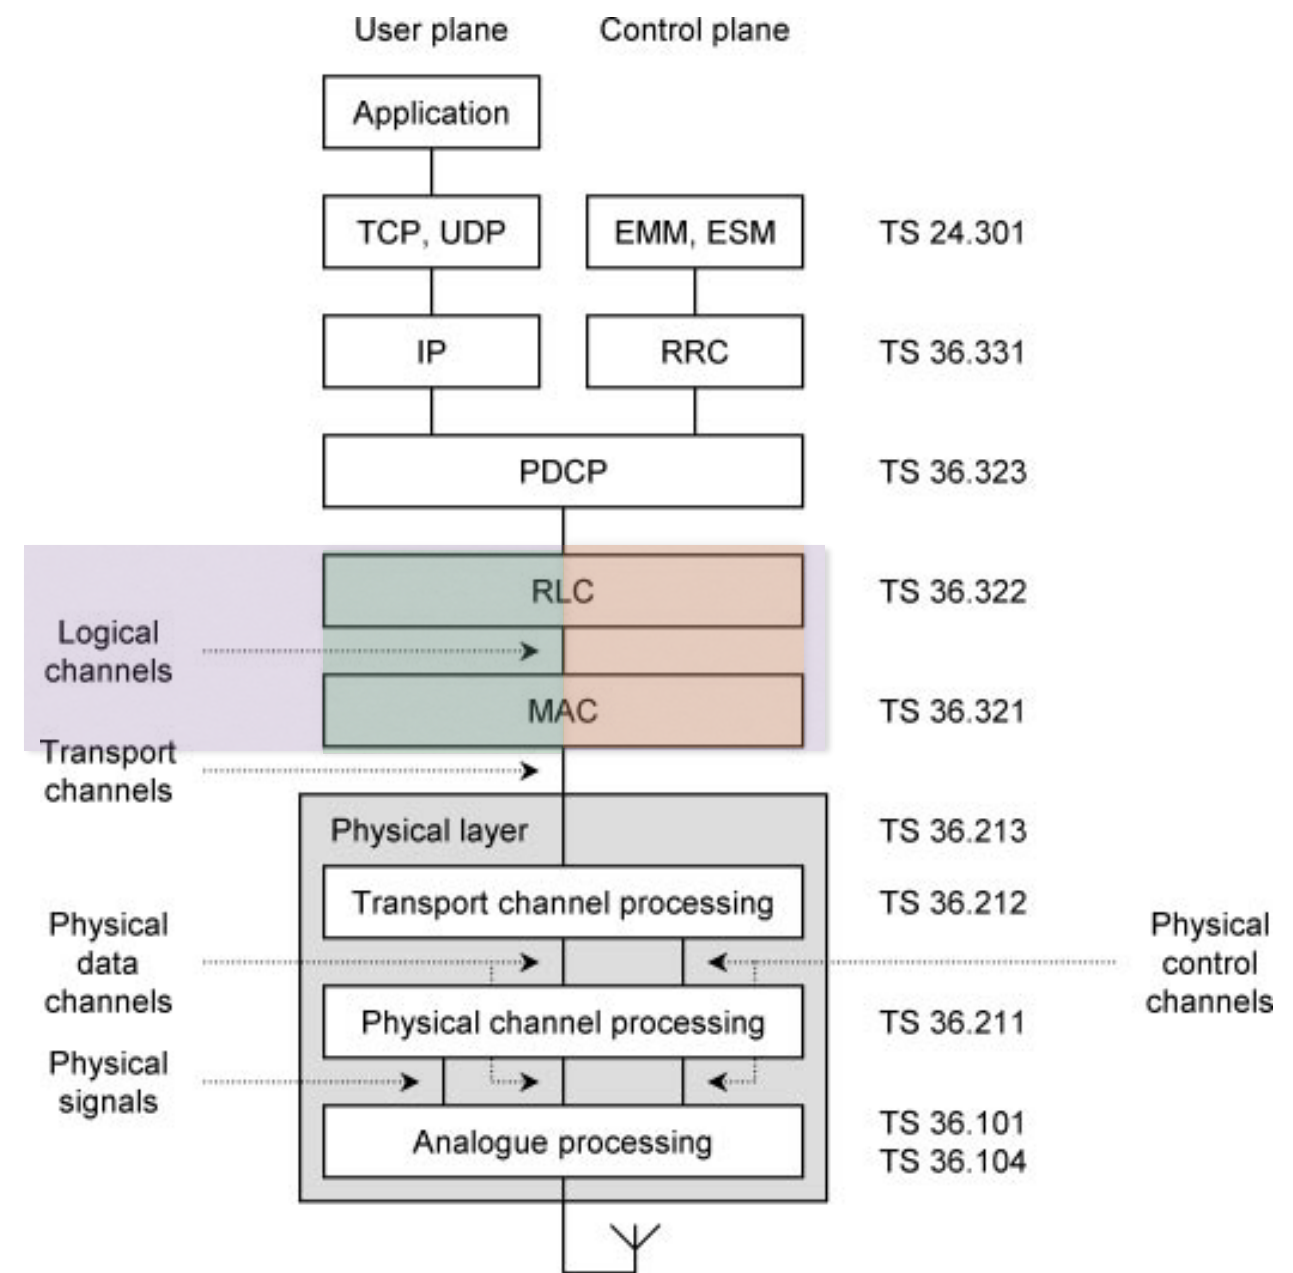 User plane
Control plane
Application
TCP, UDP
EMM, ESM
TS 24.301
IP
RRC
TS 36.331
PDCP
TS 36.323
RLC
TS 36.322
Logical
channels
MAC
TS 36.321
Transport
channels
Physical layer
TS 36.213
Transport channel processing
TS 36.212
Physical
data
channels
Physical
control
channels
Physical channel processing
TS 36.211
Physical
signals
Analogue processing
TS 36.101
TS 36.104